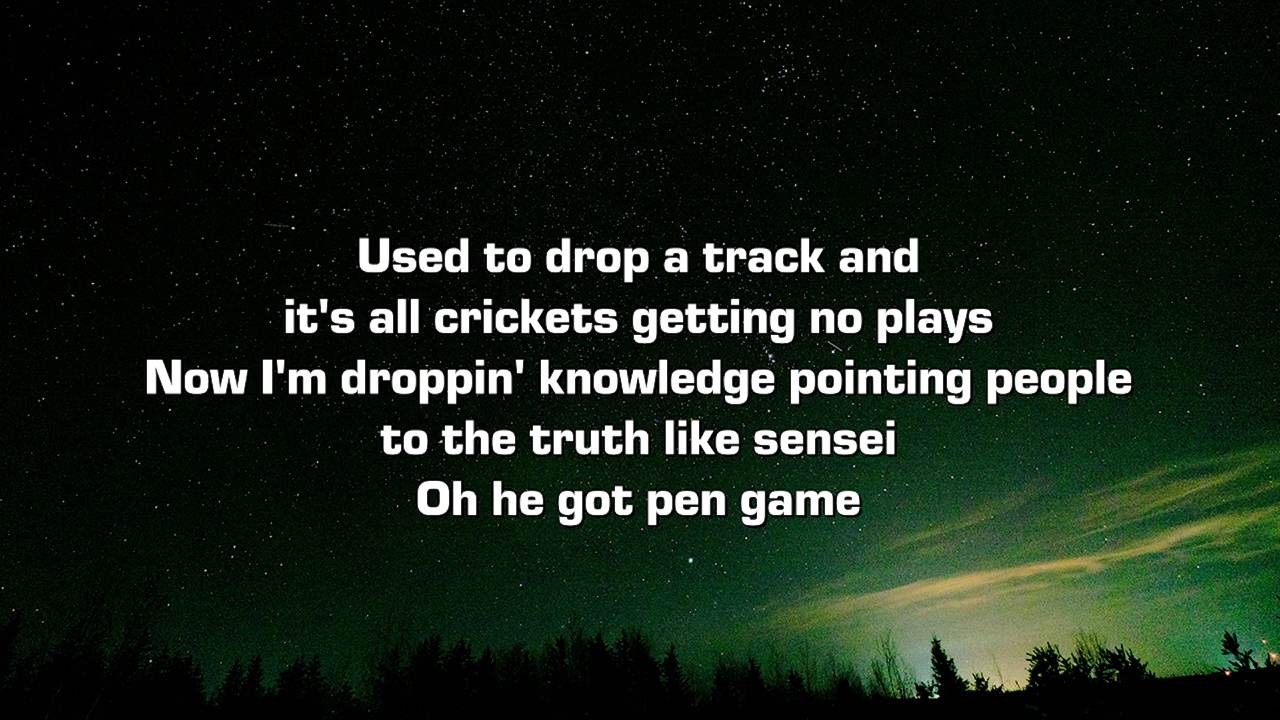 Used to drop a track and
it's all crickets getting no plays
Now I'm droppin' knowledge pointing people
to the truth like sensei
Oh he got pen game